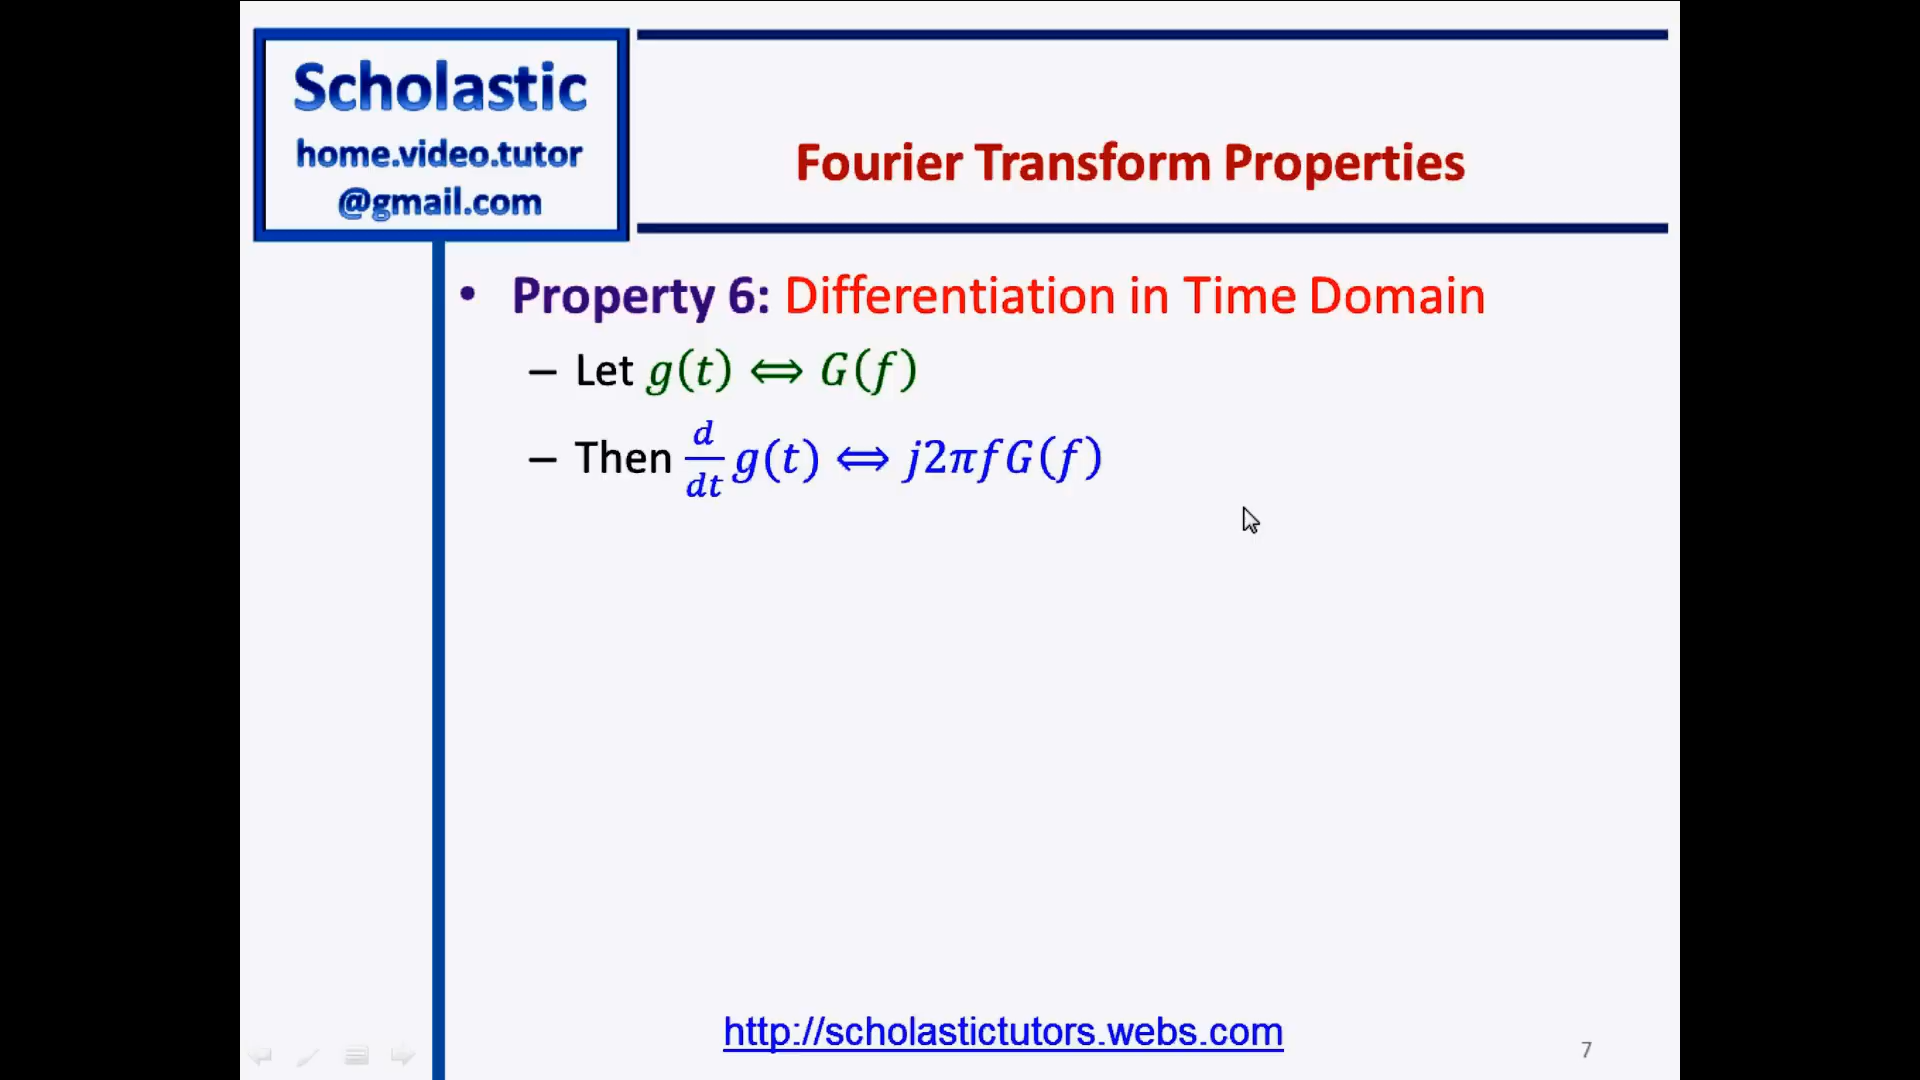 Scholastic
home.video.tutor
@gmail.com
Fourier Transform Properties
• Property 6: Differentiation in Time Domain
– Let g(t) ⟺ G(f)
– Then d/dt g(t) ⟺ j2πfG(f)
http://scholastictutors.webs.com
7